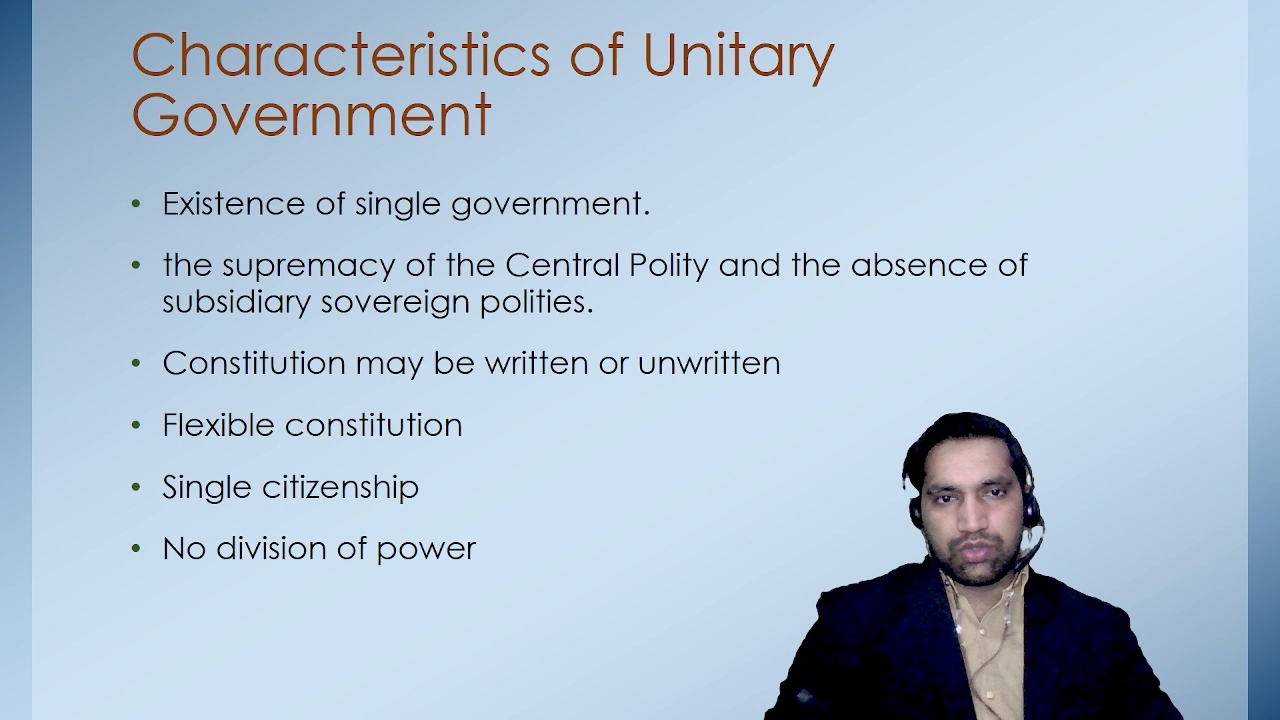 Characteristics of Unitary
Government
• Existence of single government.
• the supremacy of the Central Polity and the absence of
subsidiary sovereign polities.
• Constitution may be written or unwritten
• Flexible constitution
• Single citizenship
• No division of power